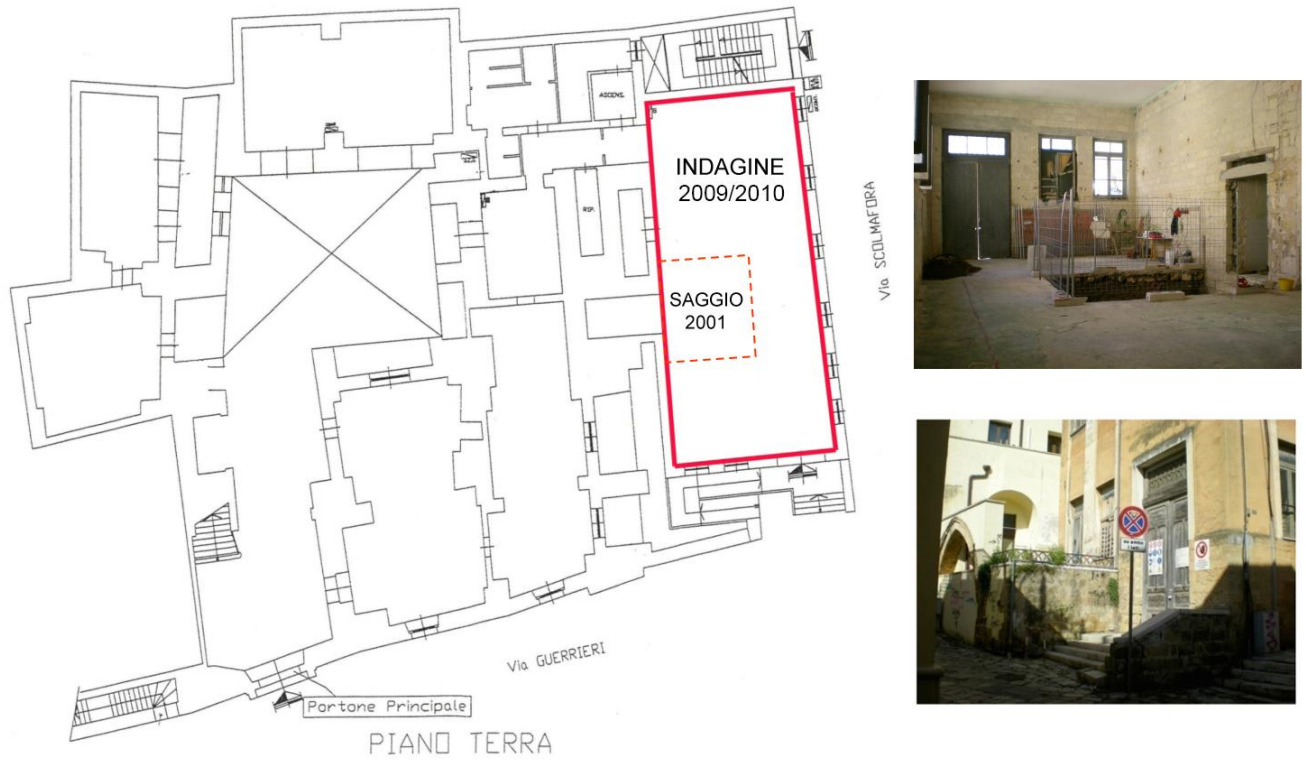 ASCENS.
INDAGINE
2009/2010
RIP.
SAGGIO
2001
Via SCOLMAFORA
Via GUERRIERI
Portone Principale
PIANO TERRA